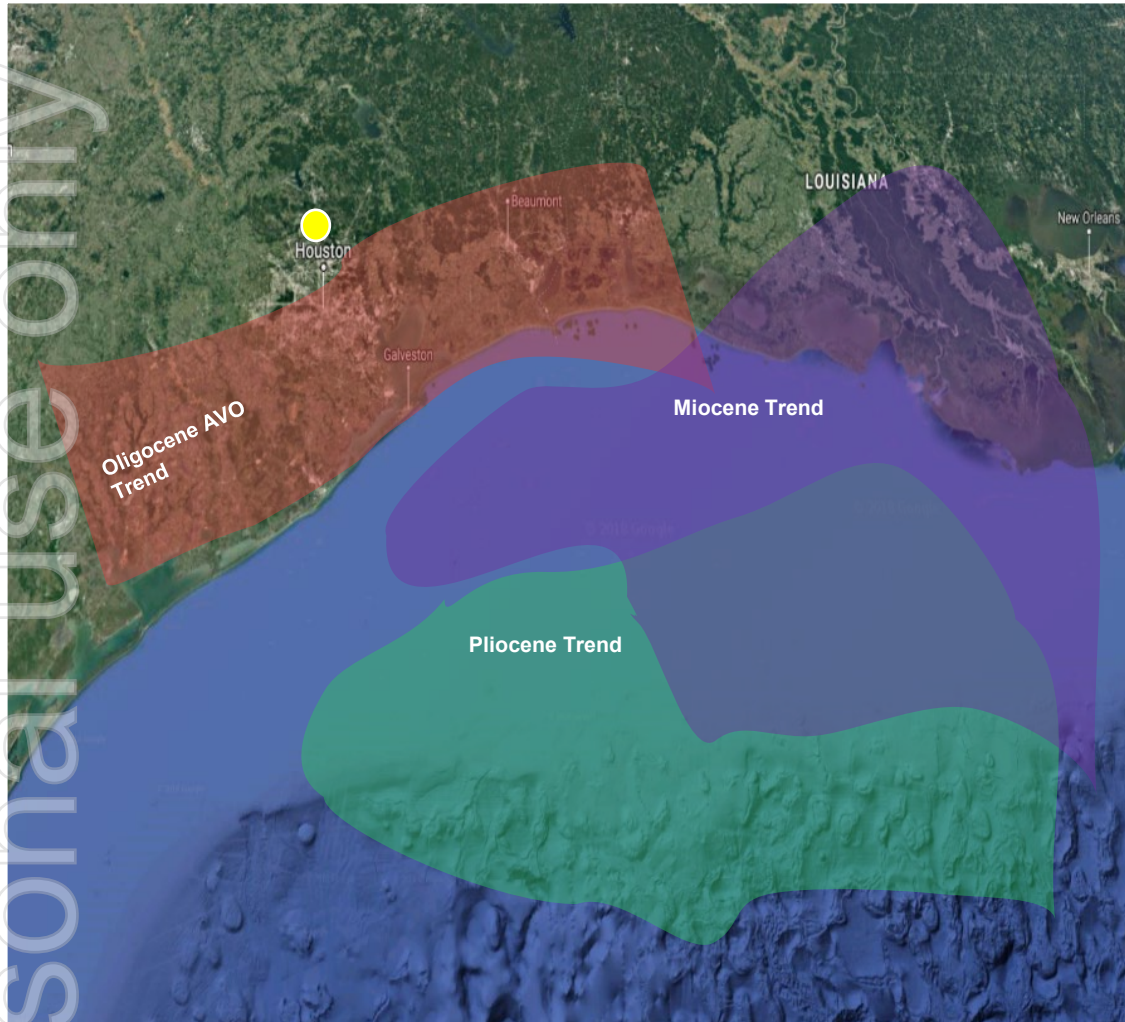 LOUISIANA
Beaumont
New Orleans
Houston
Galveston
Oligocene AVO
Trend
Miocene Trend
Pliocene Trend
sonal use only